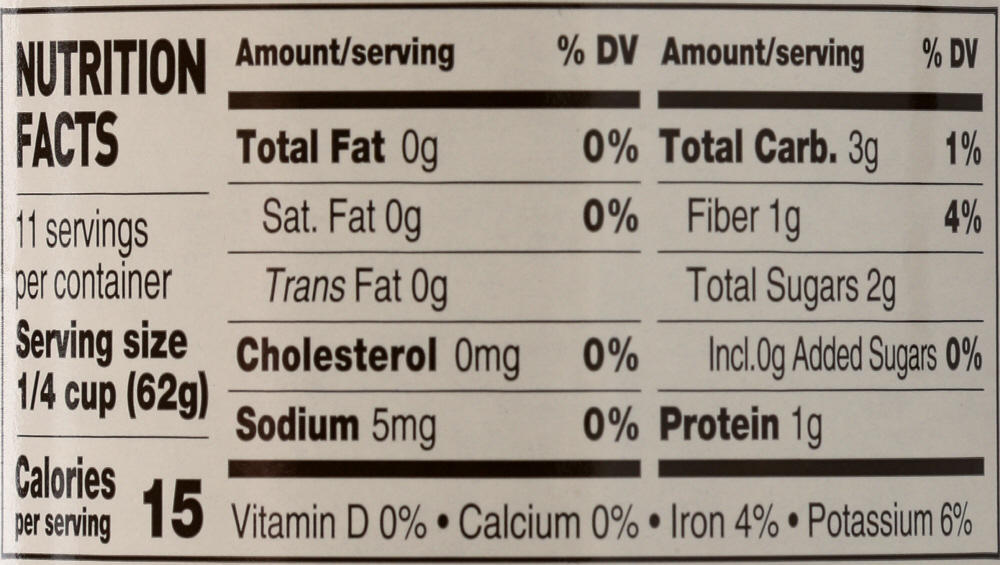 NUTRITION
FACTS
11 servings
per container
Serving size
1/4 cup (62g)
Calories
per serving 15
Amount/serving % DV
Total Fat 0g 0%
Sat. Fat 0g 0%
Trans Fat 0g
Cholesterol 0mg 0%
Sodium 5mg 0%
Amount/serving % DV
Total Carb. 3g 1%
Fiber 1g 4%
Total Sugars 2g
Incl.0g Added Sugars 0%
Protein 1g
Vitamin D 0% • Calcium 0% • Iron 4% • Potassium 6%